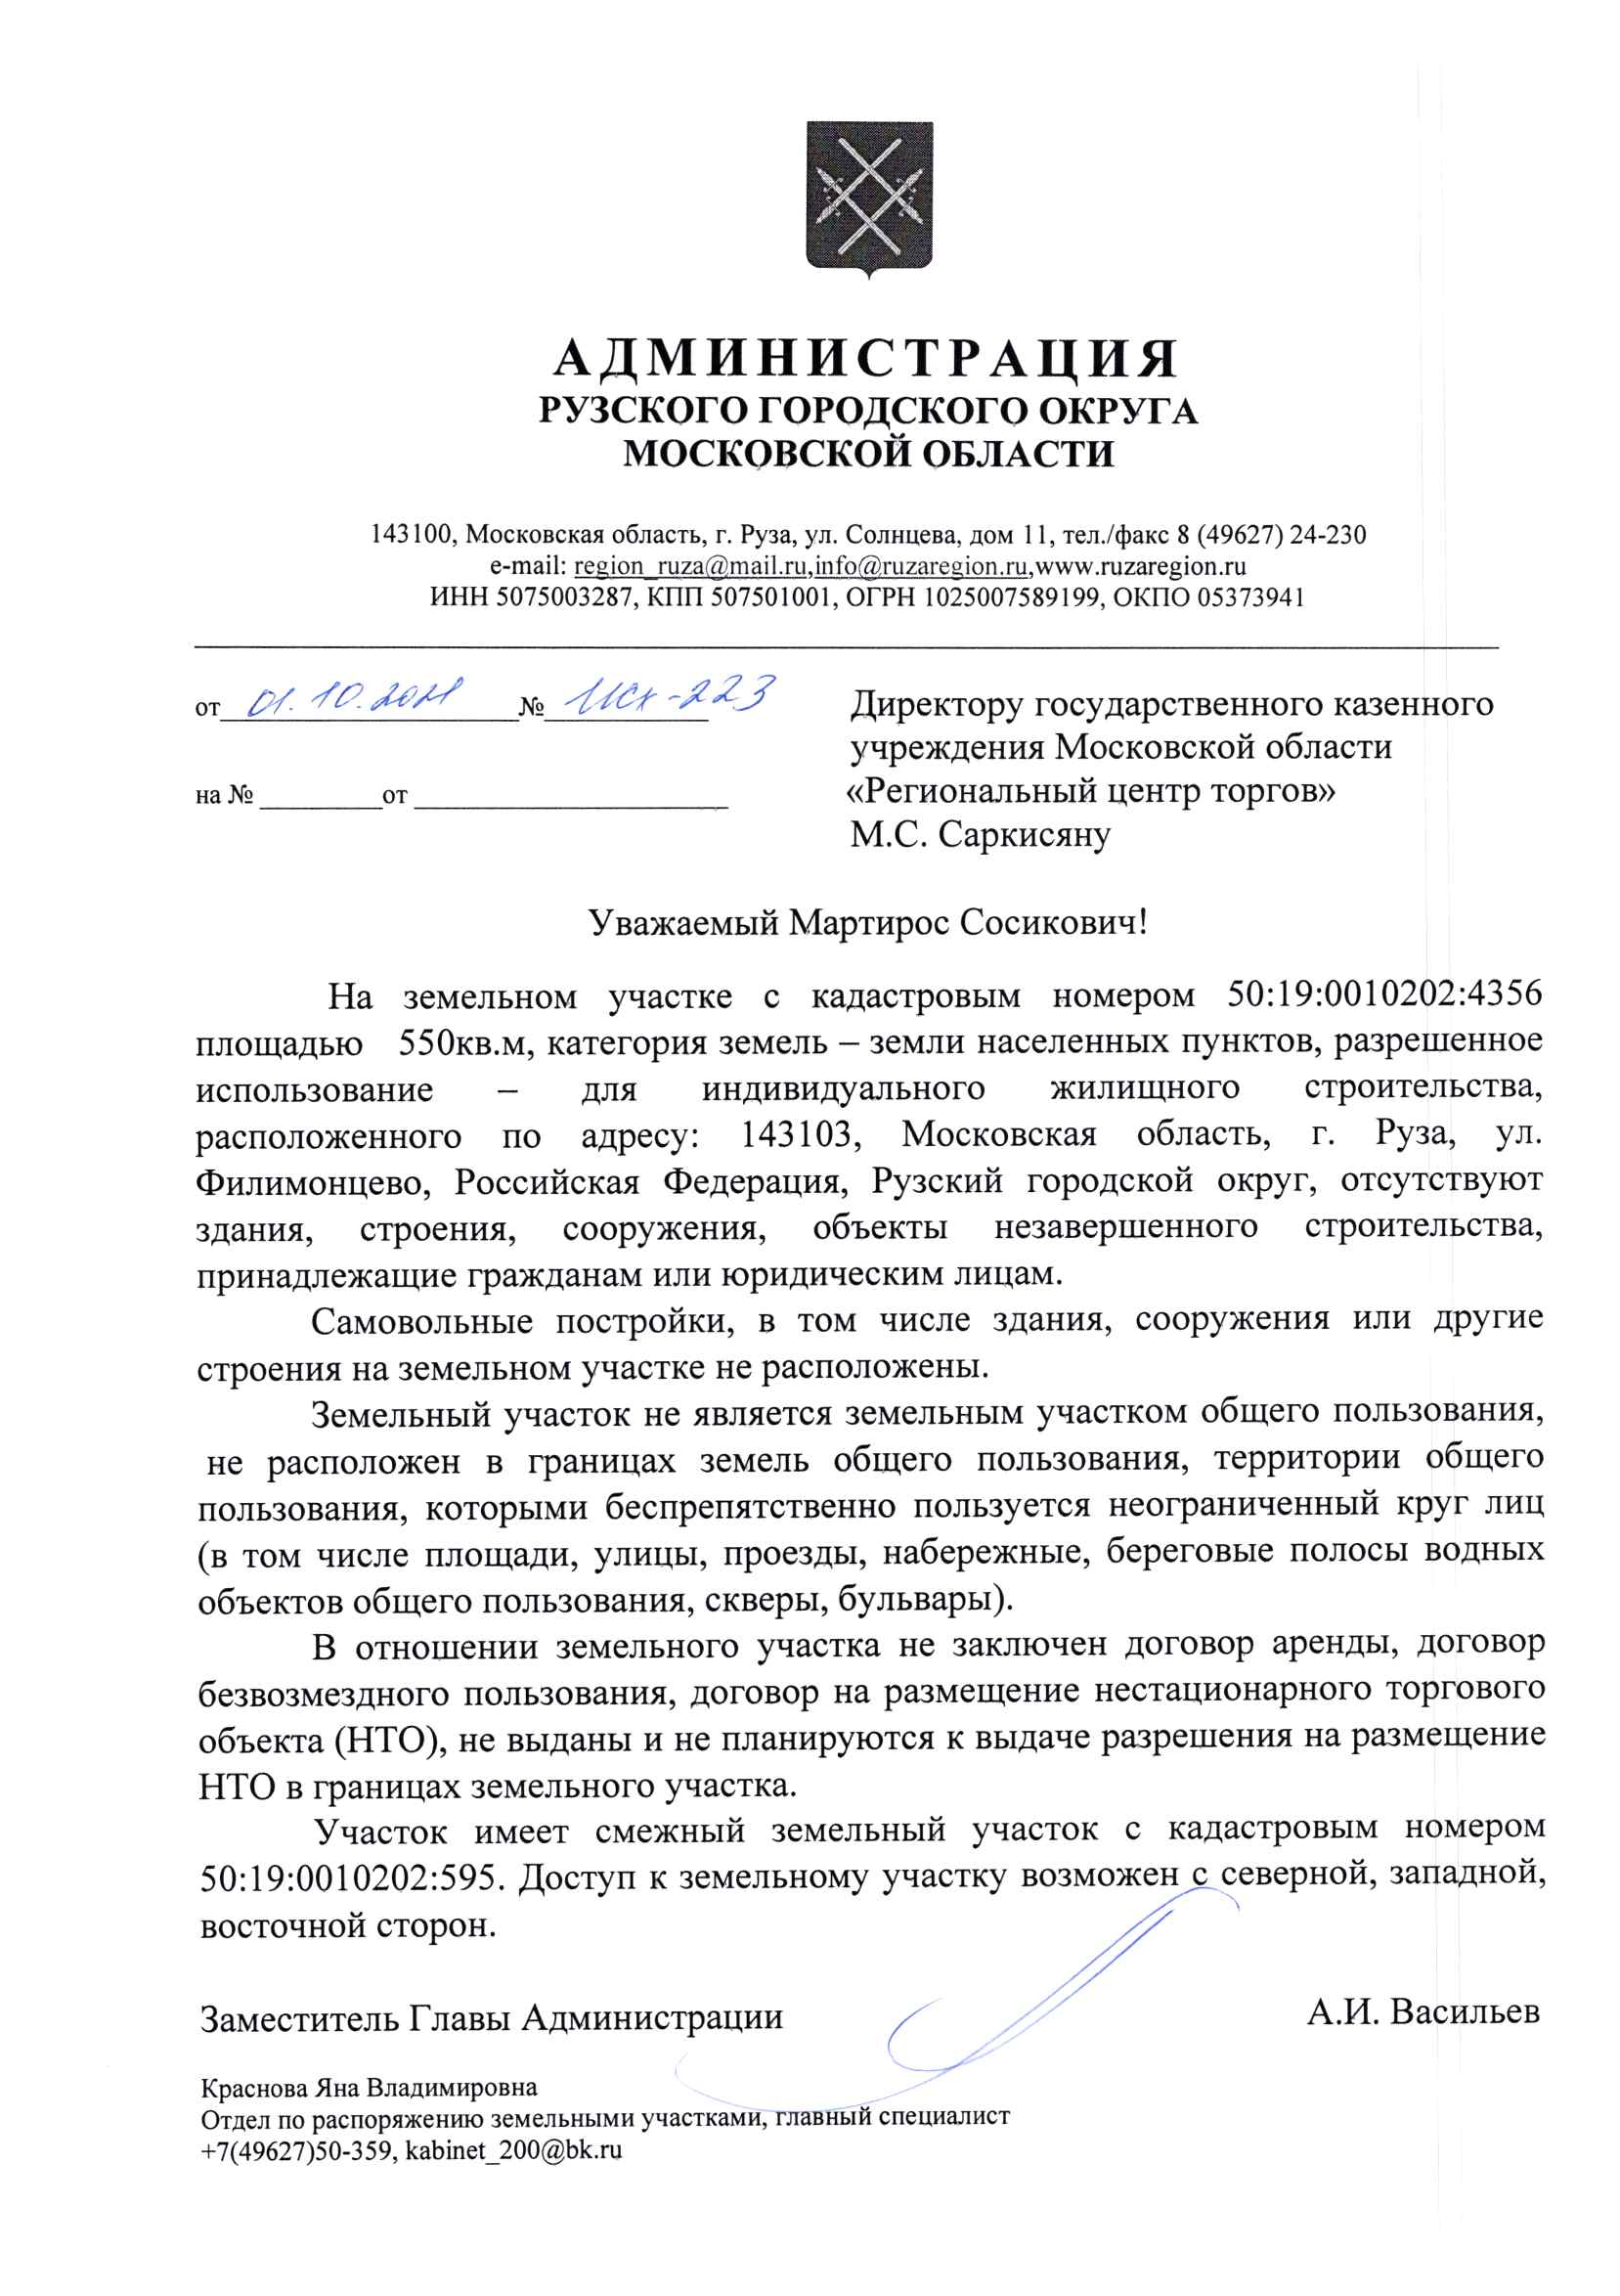 АДМИНИСТРАЦИЯ
РУЗСКОГО ГОРОДСКОГО ОКРУГА
МОСКОВСКОЙ ОБЛАСТИ
143100, Московская область, г. Руза, ул. Солнцева, дом 11, тел./факс 8 (49627) 24-230
e-mail: region_ruza@mail.ru,info@ruzaregion.ru,www.ruzaregion.ru
ИНН 5075003287, КПП 507501001, ОГРН 1025007589199, ОКПО 05373941
от 01.10.2021 № Исх-223
на № _________от _______________________
Директору государственного казенного
учреждения Московской области
«Региональный центр торгов»
М.С. Саркисяну
Уважаемый Мартирос Сосикович!
На земельном участке с кадастровым номером 50:19:0010202:4356
площадью 550кв.м, категория земель – земли населенных пунктов, разрешенное
использование – для индивидуального жилищного строительства,
расположенного по адресу: 143103, Московская область, г. Руза, ул.
Филимонцево, Российская Федерация, Рузский городской округ, отсутствуют
здания, строения, сооружения, объекты незавершенного строительства,
принадлежащие гражданам или юридическим лицам.
Самовольные постройки, в том числе здания, сооружения или другие
строения на земельном участке не расположены.
Земельный участок не является земельным участком общего пользования,
не расположен в границах земель общего пользования, территории общего
пользования, которыми беспрепятственно пользуется неограниченный круг лиц
(в том числе площади, улицы, проезды, набережные, береговые полосы водных
объектов общего пользования, скверы, бульвары).
В отношении земельного участка не заключен договор аренды, договор
безвозмездного пользования, договор на размещение нестационарного торгового
объекта (НТО), не выданы и не планируются к выдаче разрешения на размещение
НТО в границах земельного участка.
Участок имеет смежный земельный участок с кадастровым номером
50:19:0010202:595. Доступ к земельному участку возможен с северной, западной,
восточной сторон.
Заместитель Главы Администрации А.И. Васильев
Краснова Яна Владимировна
Отдел по распоряжению земельными участками, главный специалист
+7(49627)50-359, kabinet_200@bk.ru